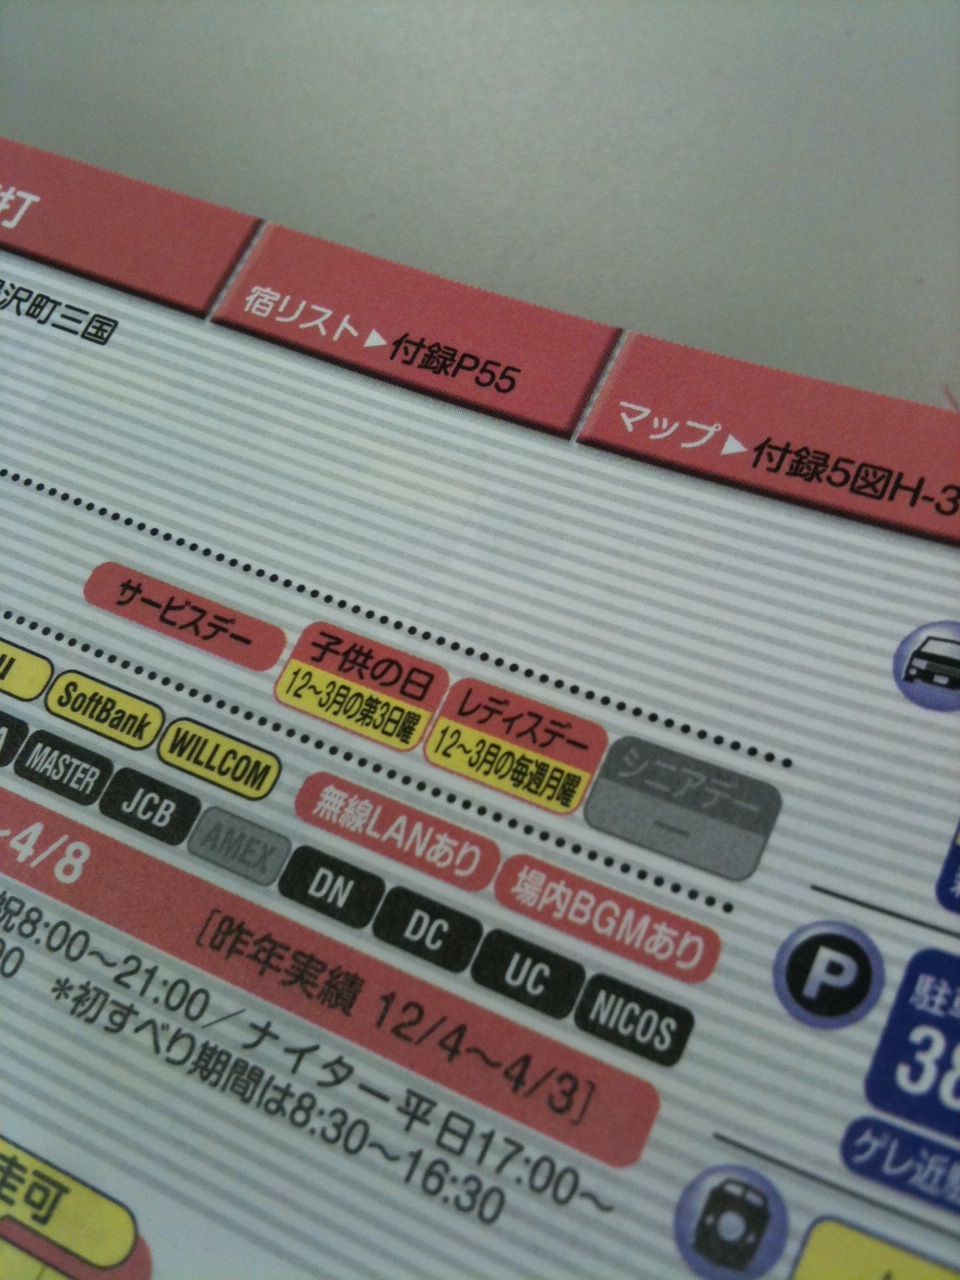 打
宿リスト▶付録P55
マップ▶付録5図H-3
沢町三国
サービスデー
子供の日
12～3月の第3日曜
レディスデー
12～3月の毎週月曜
シニアデー
—
SoftBank
WILLCOM
無線LANあり
場内BGMあり
MASTER
JCB
AMEX
DN
DC
UC
NICOS
～4/8
[昨年実績 12/4～4/3]
祝8:00～21:00／ナイター平日17:00～
*初すべり期間は8:30～16:30
P
38
ゲレ近
可